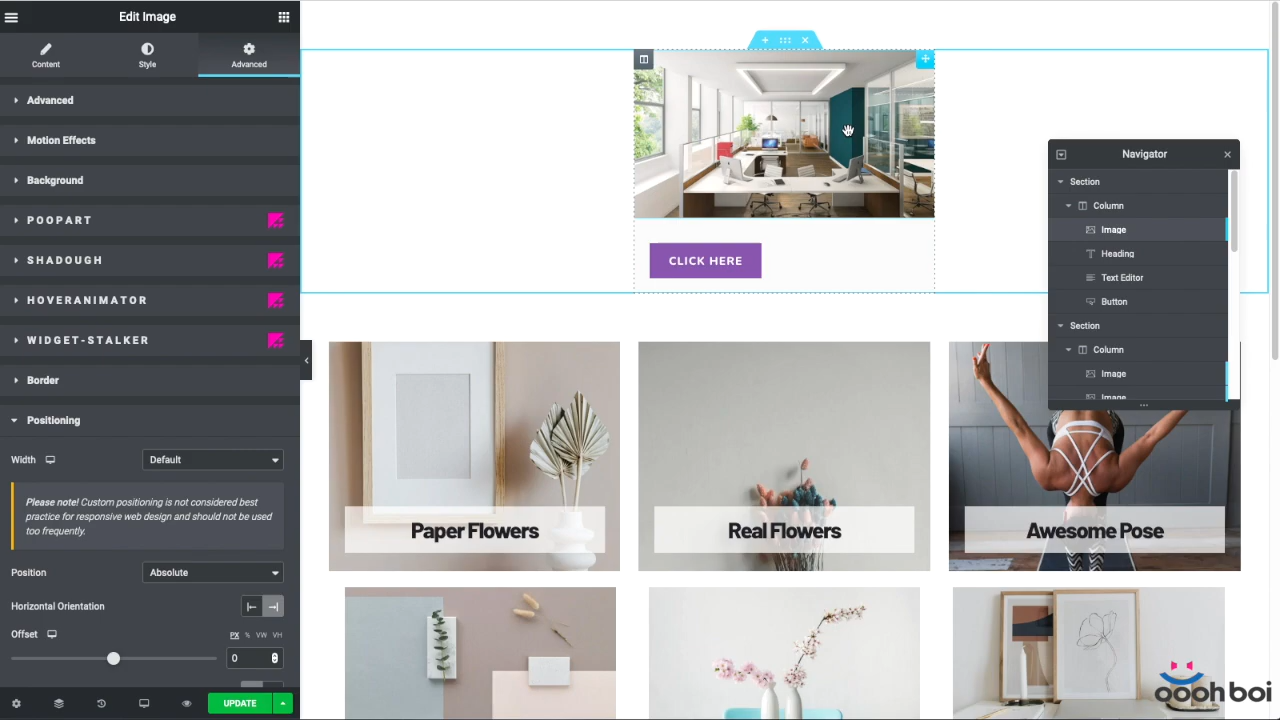 Edit Image
Content
Style
Advanced
Advanced
Motion Effects
Background
POOPART
SHADOUGH
HOVERANIMATOR
WIDGET-STALKER
Border
Positioning
Width
Default
Please note! Custom positioning is not considered best
practice for responsive web design and should not be used
too frequently.
Position
Absolute
Horizontal Orientation
Offset
PX % VW VH
0
UPDATE
CLICK HERE
Navigator
Section
Column
Image
Heading
Text Editor
Button
Section
Column
Image
Image
Paper Flowers
Real Flowers
Awesome Pose
ooohboi